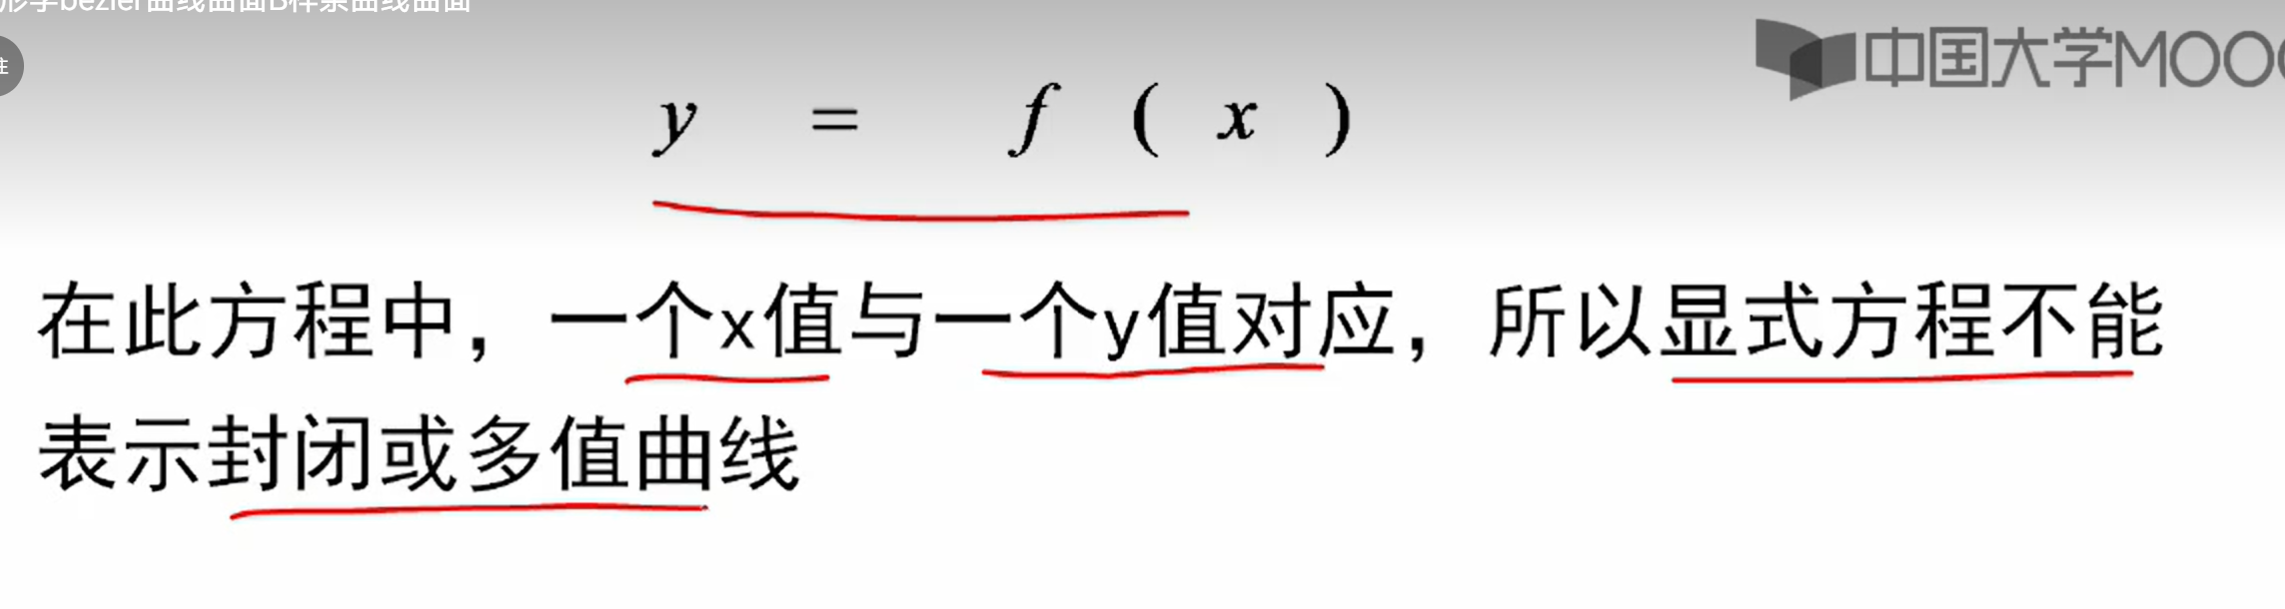 形学bezier曲线曲面B样条曲线曲面
中国大学MOO
注
y = f ( x )
在此方程中，一个x值与一个y值对应，所以显式方程不能
表示封闭或多值曲线